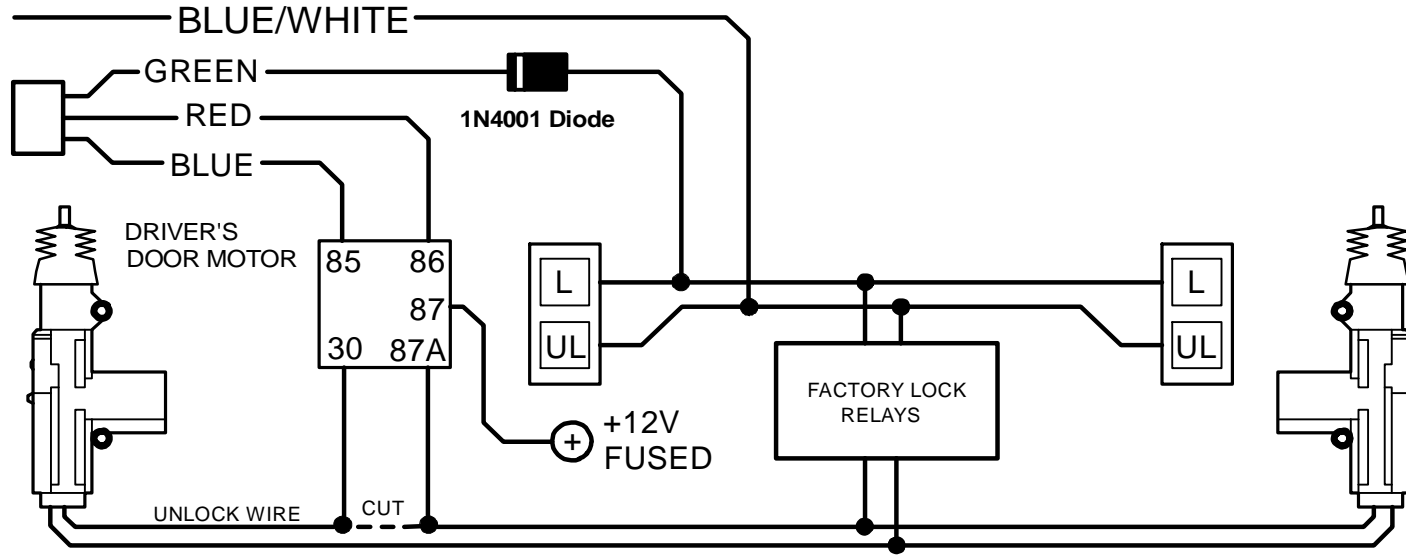 BLUE/WHITE
GREEN
1N4001 Diode
RED
BLUE
DRIVER'S
DOOR MOTOR
85 86
87
30 87A
L
UL
L
UL
FACTORY LOCK
RELAYS
+
+12V
FUSED
UNLOCK WIRE
CUT